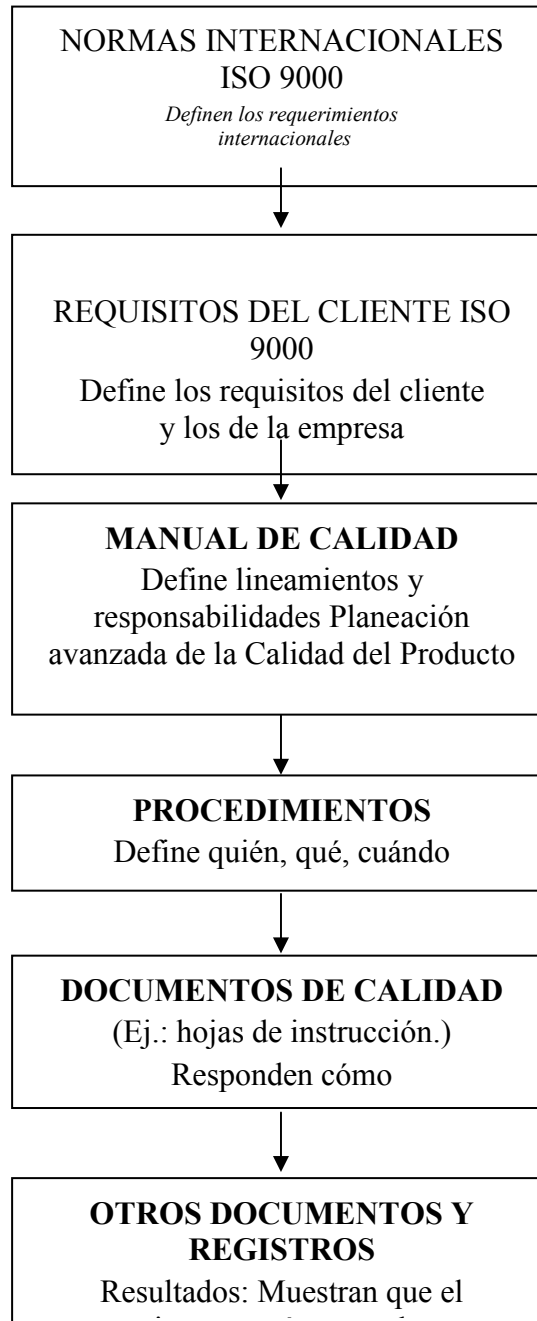 NORMAS INTERNACIONALES
ISO 9000
Definen los requerimientos
internacionales
REQUISITOS DEL CLIENTE ISO
9000
Define los requisitos del cliente
y los de la empresa
MANUAL DE CALIDAD
Define lineamientos y
responsabilidades Planeación
avanzada de la Calidad del Producto
PROCEDIMIENTOS
Define quién, qué, cuándo
DOCUMENTOS DE CALIDAD
(Ej.: hojas de instrucción.)
Responden cómo
OTROS DOCUMENTOS Y
REGISTROS
Resultados: Muestran que el